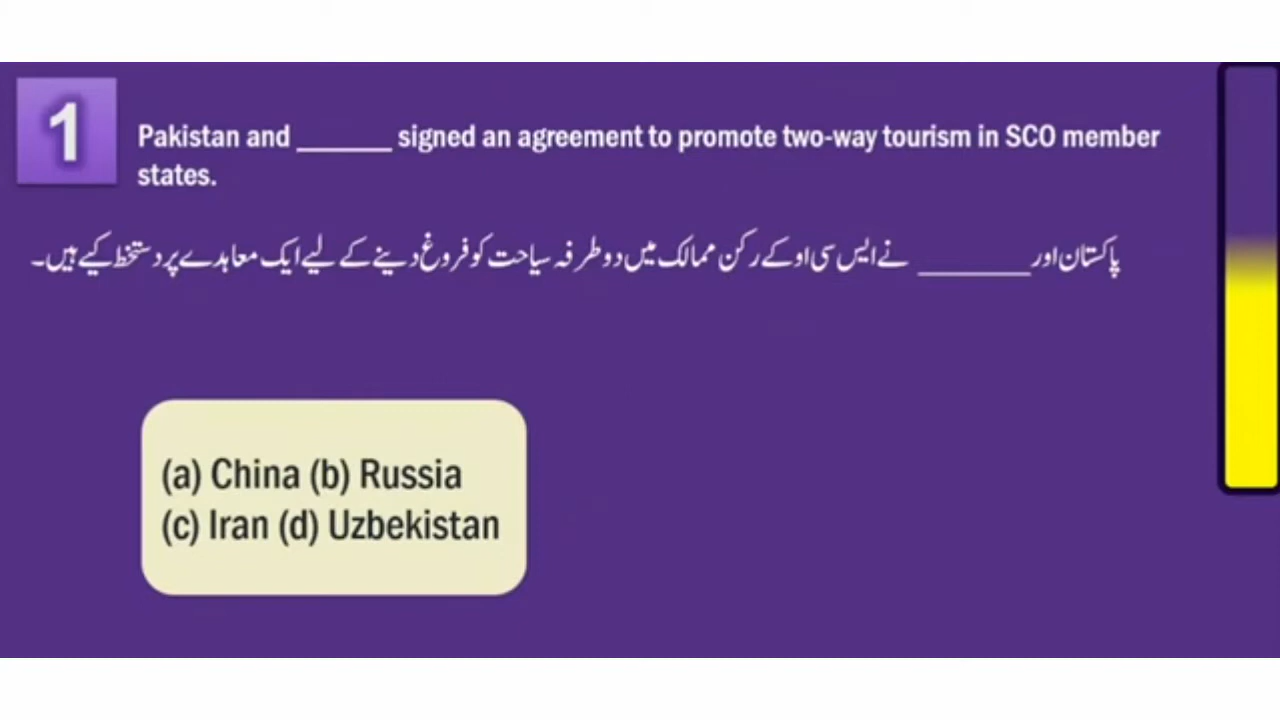 1
Pakistan and ______ signed an agreement to promote two-way tourism in SCO member
states.
پاکستان اور ________ نے ایس سی او کے رکن ممالک میں دو طرفہ سیاحت کو فروغ دینے کے لیے ایک معاہدے پر دستخط کیے ہیں۔
(a) China (b) Russia
(c) Iran (d) Uzbekistan